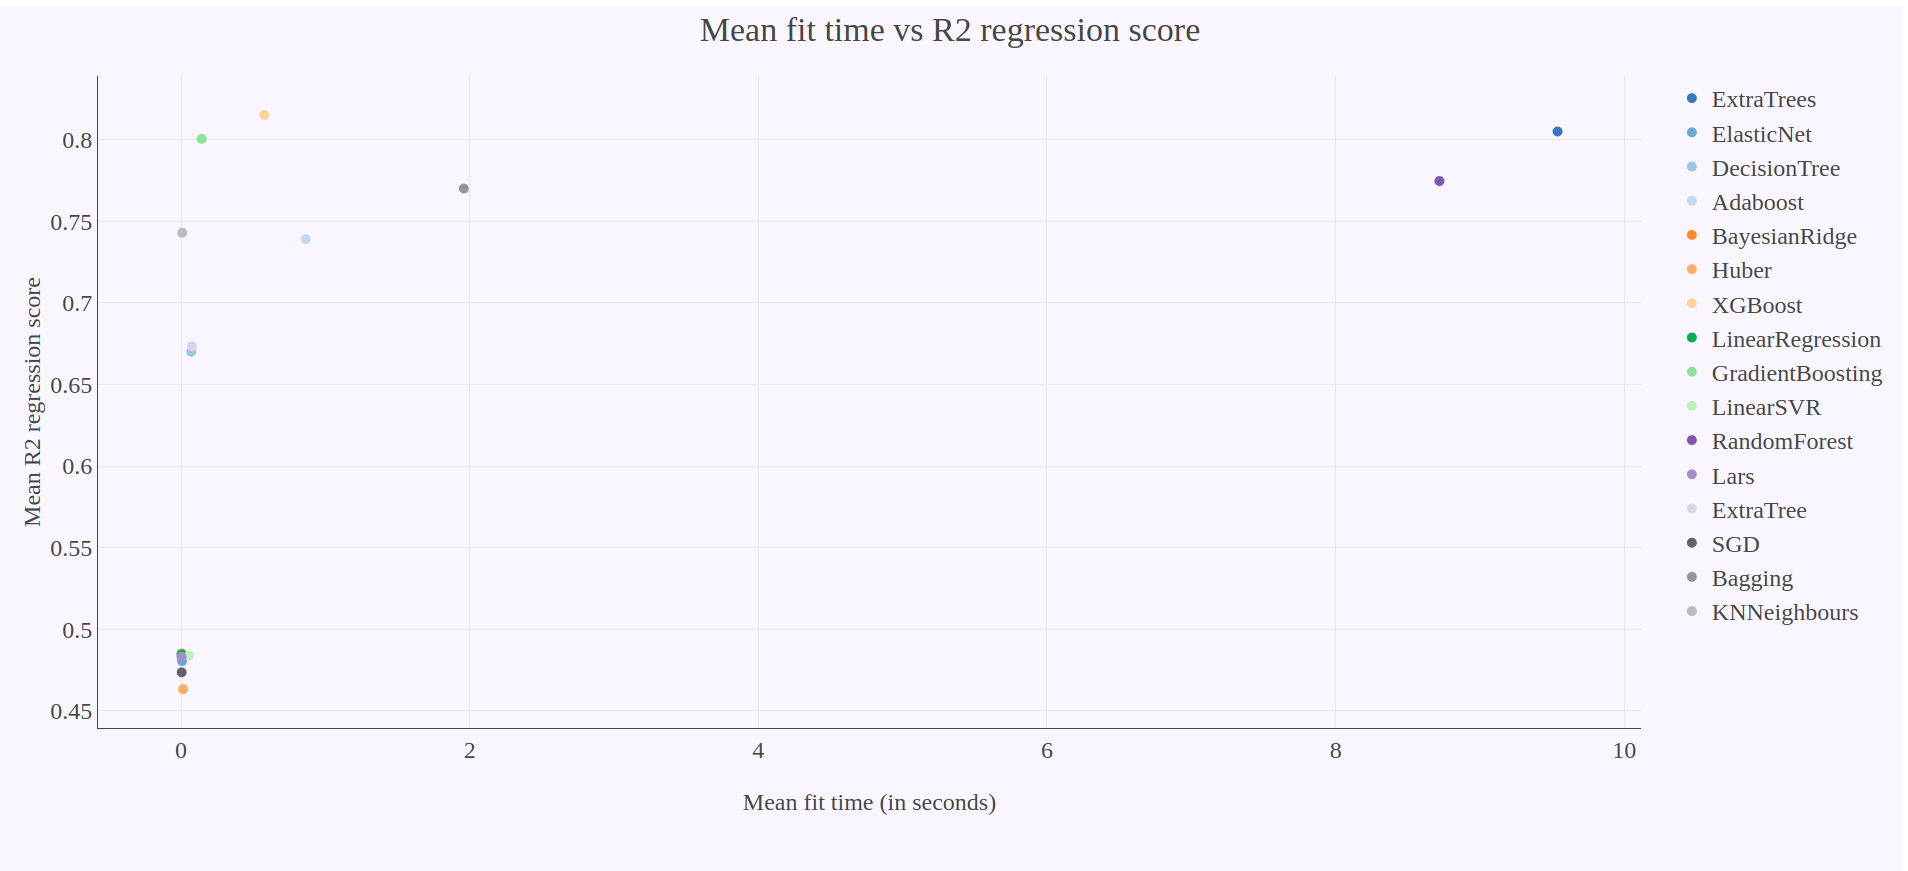 Mean fit time vs R2 regression score
Mean R2 regression score
0.8
0.75
0.7
0.65
0.6
0.55
0.5
0.45
0 2 4 6 8 10
Mean fit time (in seconds)
ExtraTrees
ElasticNet
DecisionTree
Adaboost
BayesianRidge
Huber
XGBoost
LinearRegression
GradientBoosting
LinearSVR
RandomForest
Lars
ExtraTree
SGD
Bagging
KNNeighbours